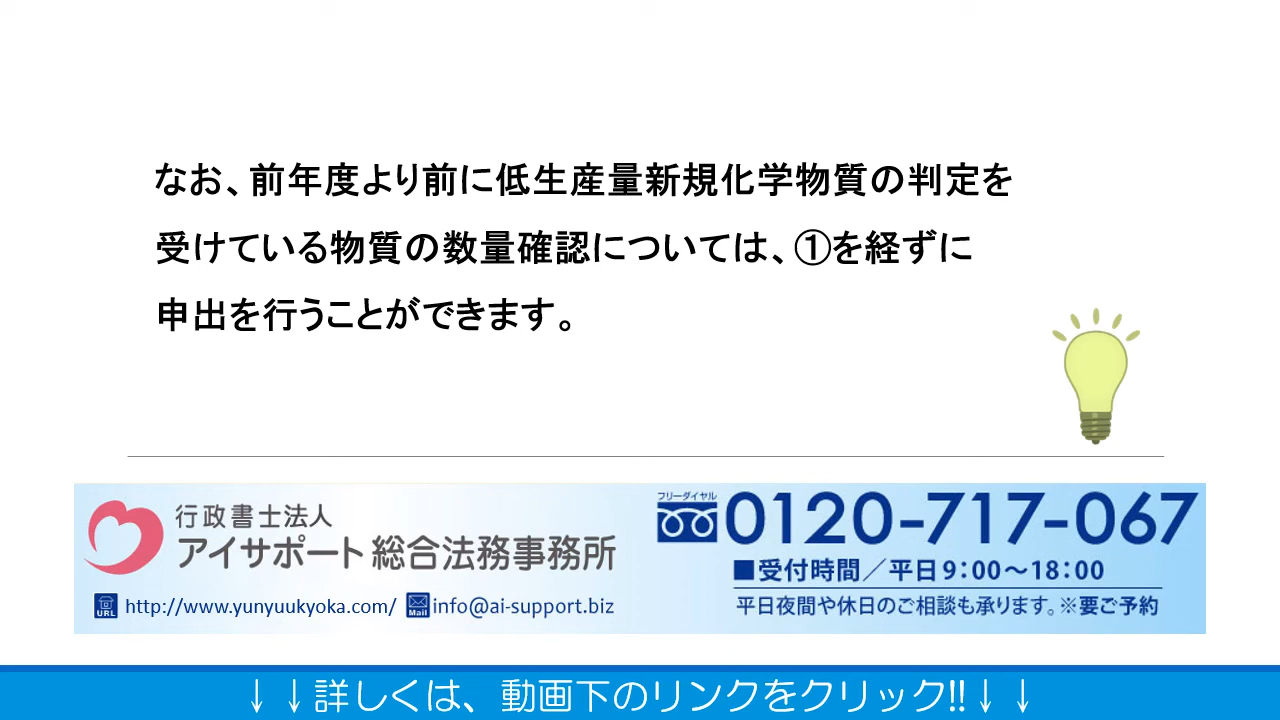 なお、前年度より前に低生産量新規化学物質の判定を
受けている物質の数量確認については、①を経ずに
申出を行うことができます。
行政書士法人
アイサポート総合法務事務所
URL http://www.yunyuukyoka.com/ Mail info@ai-support.biz
フリーダイヤル
0120-717-067
■受付時間／平日9：00〜18：00
平日夜間や休日のご相談も承ります。※要ご予約
↓↓詳しくは、動画下のリンクをクリック!!↓↓